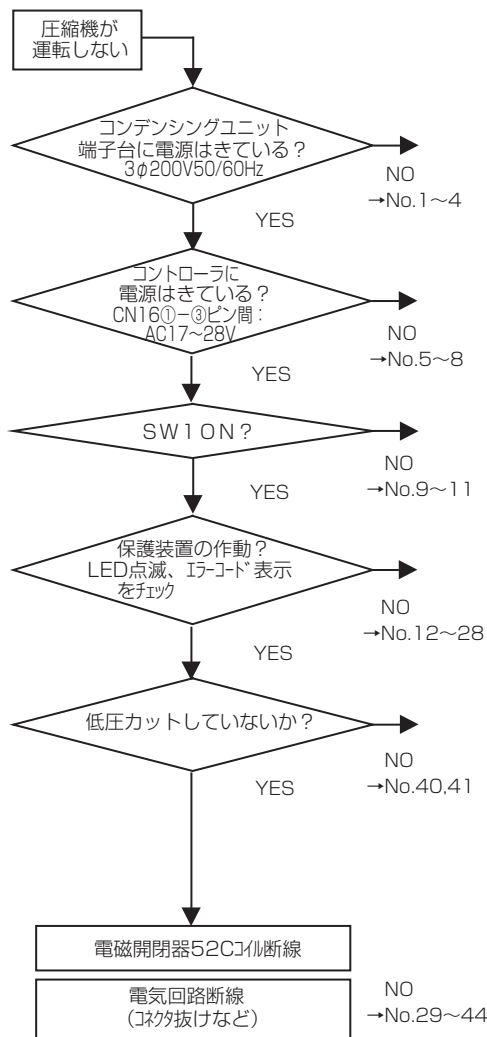 圧縮機が
運転しない
コンデンシングユニット
端子台に電源はきている？
3φ200V50/60Hz
NO
→No.1～4
YES
コントローラに
電源はきている？
CN16①－③ピン間：
AC17～28V
NO
→No.5～8
YES
SW1ON？
NO
→No.9～11
YES
保護装置の作動？
LED点滅、ｴﾗｰｺｰﾄﾞ表示
をﾁｪｯｸ
NO
→No.12～28
YES
低圧カットしていないか？
NO
→No.40,41
YES
電磁開閉器52Cｺｲﾙ断線
電気回路断線
（ｺﾈｸﾀ抜けなど）
NO
→No.29～44